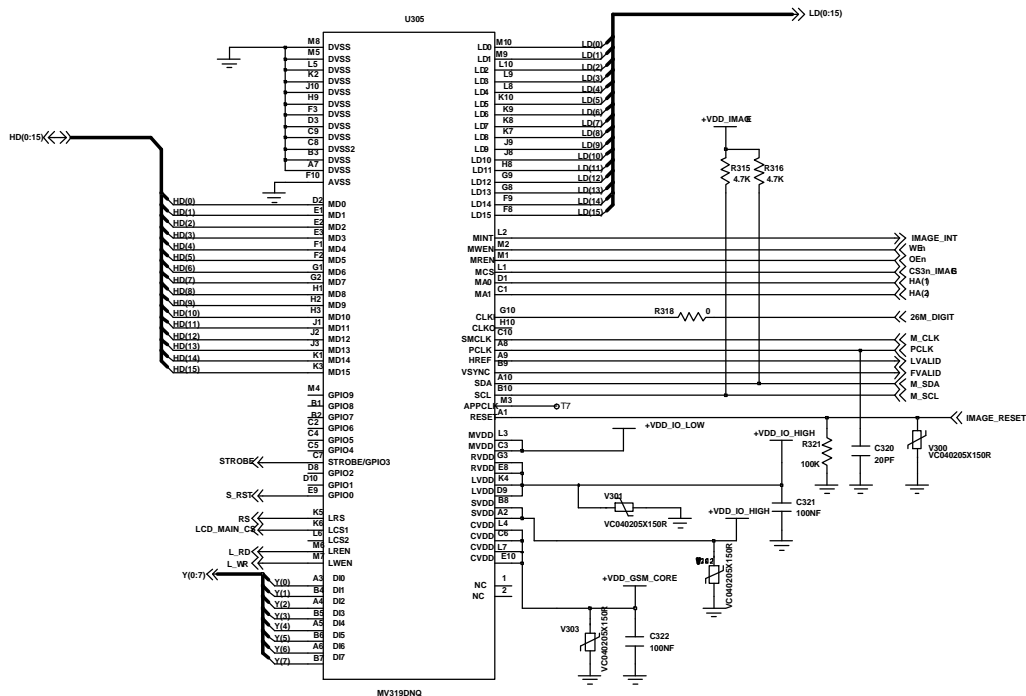 U305
LD(0:15)
M8 DVSS
M5 DVSS
L5 DVSS
K2 DVSS
J10 DVSS
H9 DVSS
F3 DVSS
D3 DVSS
C9 DVSS
C8 DVSS2
B3 DVSS
A7 DVSS
F10 AVSS
HD(0:15)
HD(0) D2 MD0
HD(1) E1 MD1
HD(2) E2 MD2
HD(3) E3 MD3
HD(4) F1 MD4
HD(5) F2 MD5
HD(6) G1 MD6
HD(7) G2 MD7
HD(8) H1 MD8
HD(9) H2 MD9
HD(10) H3 MD10
HD(11) J1 MD11
HD(12) J2 MD12
HD(13) J3 MD13
HD(14) K1 MD14
HD(15) K3 MD15
M4 GPIO9
B1 GPIO8
B2 GPIO7
C2 GPIO6
C4 GPIO5
C5 GPIO4
STROBE C7 STROBE/GPIO3
D8 GPIO2
D10 GPIO1
S_RST E9 GPIO0
RS K5 LRS
LCD_MAIN_CS K6 LCS1
L6 LCS2
L_RD M6 LREN
L_WR M7 LWEN
Y(0:7)
Y(0) A3 DI0
Y(1) B4 DI1
Y(2) A4 DI2
Y(3) B5 DI3
Y(4) A5 DI4
Y(5) B6 DI5
Y(6) A6 DI6
Y(7) B7 DI7
LD0 M10 LD(0)
LD1 M9 LD(1)
LD2 L10 LD(2)
LD3 L9 LD(3)
LD4 L8 LD(4)
LD5 K10 LD(5)
LD6 K9 LD(6)
LD7 K8 LD(7)
LD8 K7 LD(8)
LD9 J9 LD(9)
LD10 J8 LD(10)
LD11 H8 LD(11)
LD12 G9 LD(12)
LD13 G8 LD(13)
LD14 F9 LD(14)
LD15 F8 LD(15)
+VDD_IMAGE
R315 4.7K
R316 4.7K
MINT L2 IMAGE_INT
MWEN M2 WEn
MREN M1 OEn
MCS L1 CS3n_IMAG
MA0 D1 HA(1)
MA1 C1 HA(2)
CLKI G10 R318 0 26M_DIGIT
CLKO H10
SMCLK C10 M_CLK
PCLK A8 PCLK
HREF A9 LVALID
VSYNC B9 FVALID
SDA A10 M_SDA
SCL B10 M_SCL
APPCLK M3 T7
RESET A1 IMAGE_RESET
MVDD L3 +VDD_IO_LOW
MVDD C3
RVDD G3
RVDD E8
LVDD K4
LVDD D9
SVDD B8
SVDD A2
CVDD L4
CVDD C6
CVDD L7
CVDD E10
NC 1
NC 2
+VDD_IO_HIGH
R321
100K
C320
20PF
V300
VC040205X150R
V301
VC040205X150R
C321
100NF
+VDD_IO_HIGH
VC040205X150R
+VDD_GSM_CORE
V303
VC040205X150R
C322
100NF
MV319DNQ